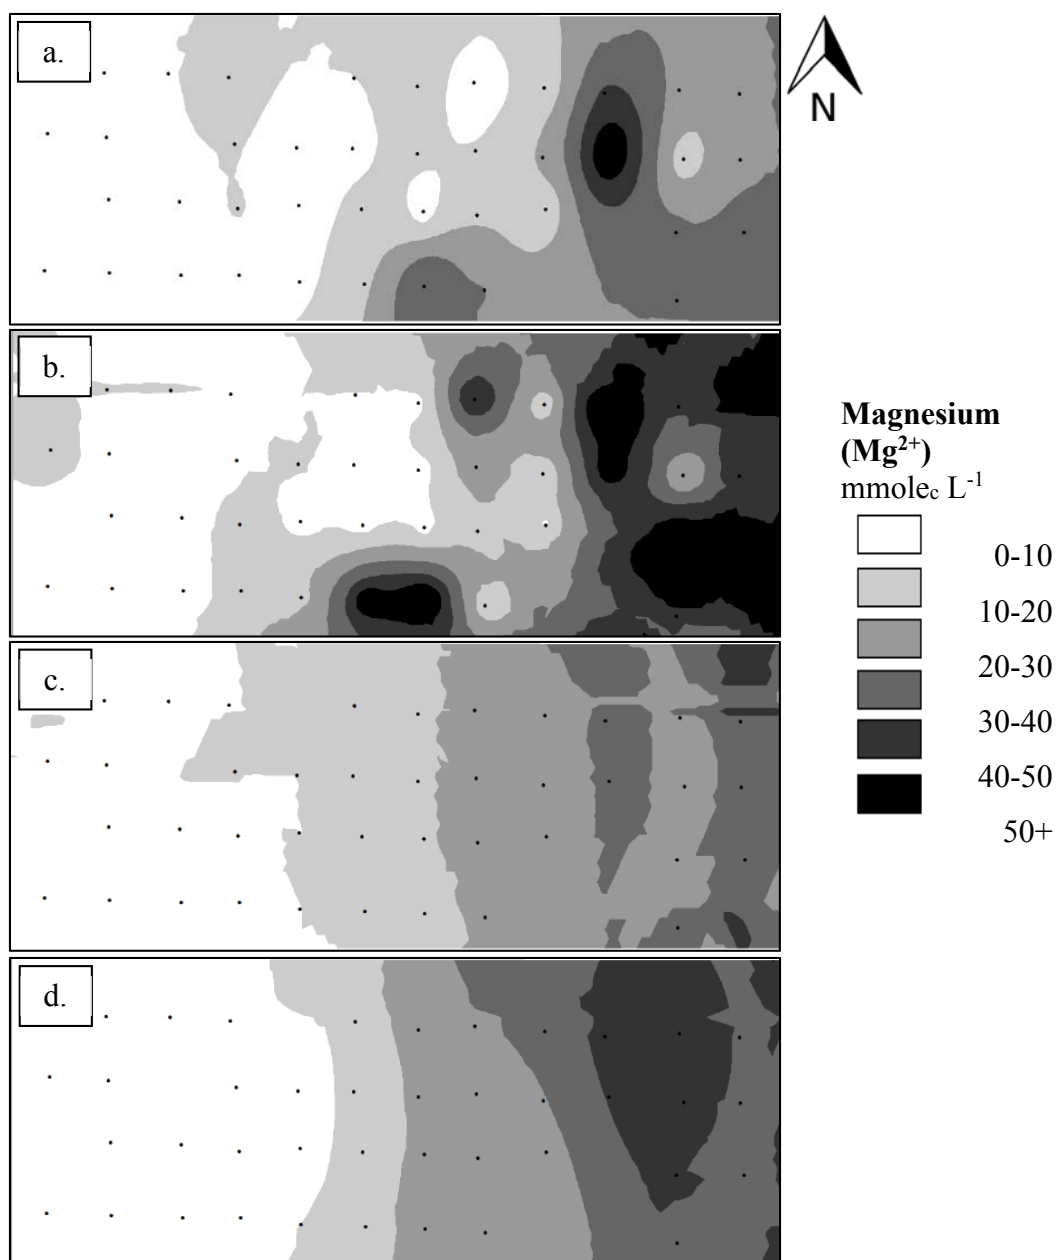 a.
N
b.
Magnesium
(Mg²⁺)
mmolec L⁻¹
0-10
10-20
20-30
30-40
40-50
50+
c.
d.